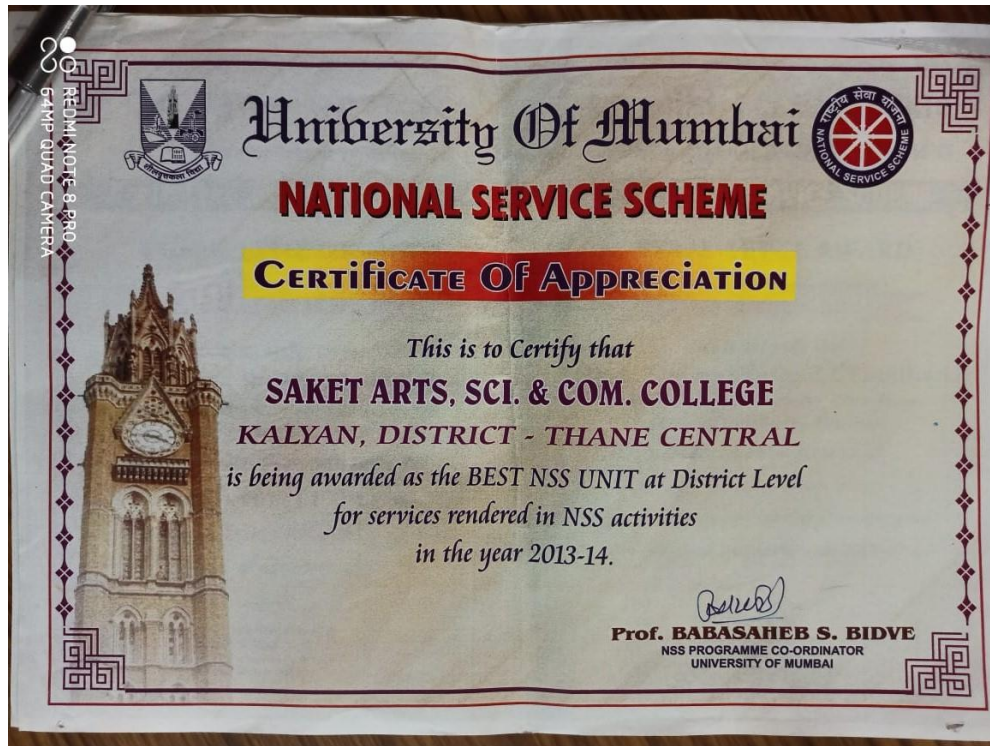 REDMI NOTE 8 PRO
64MP QUAD CAMERA
University Of Mumbai
राष्ट्रीय सेवा योजना
NATIONAL SERVICE SCHEME
NATIONAL SERVICE SCHEME
CERTIFICATE OF APPRECIATION
This is to Certify that
SAKET ARTS, SCI. & COM. COLLEGE
KALYAN, DISTRICT - THANE CENTRAL
is being awarded as the BEST NSS UNIT at District Level
for services rendered in NSS activities
in the year 2013-14.
Prof. BABASAHEB S. BIDVE
NSS PROGRAMME CO-ORDINATOR
UNIVERSITY OF MUMBAI